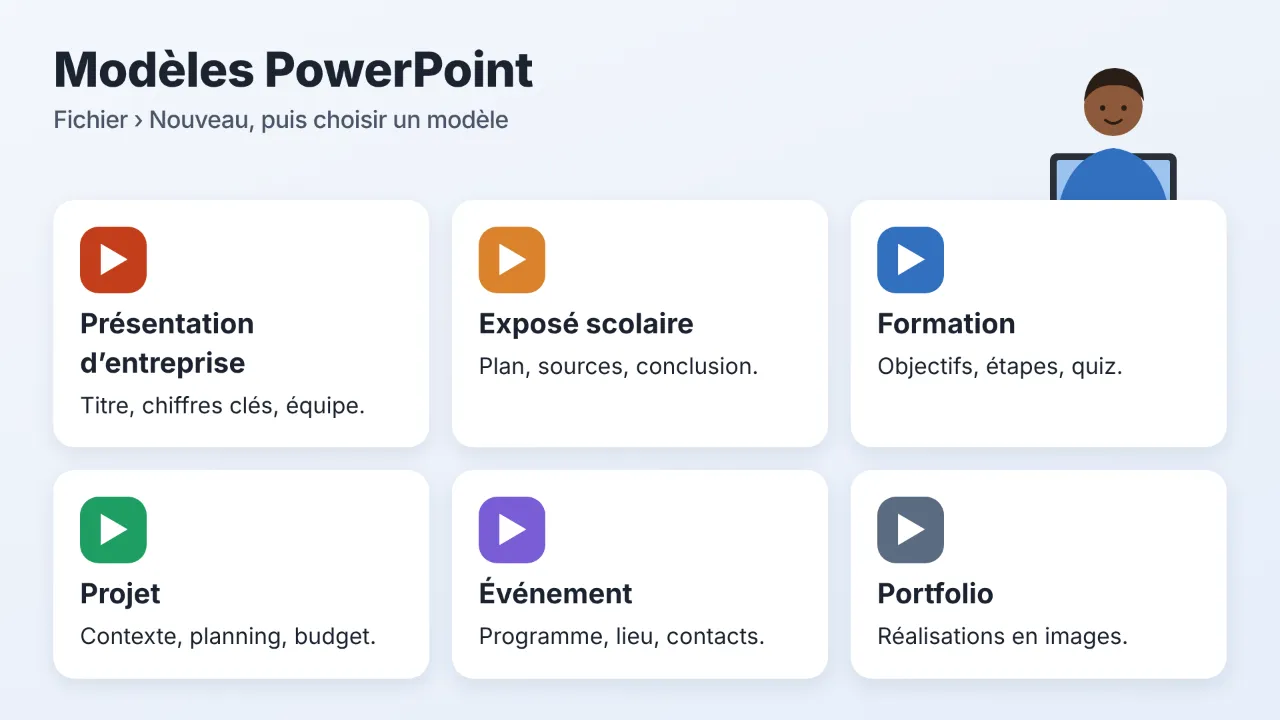 Modèles PowerPoint
Fichier › Nouveau, puis choisir un modèle
Présentation
d’entreprise
Titre, chiffres clés, équipe.
Exposé scolaire
Plan, sources, conclusion.
Formation
Objectifs, étapes, quiz.
Projet
Contexte, planning, budget.
Événement
Programme, lieu, contacts.
Portfolio
Réalisations en images.